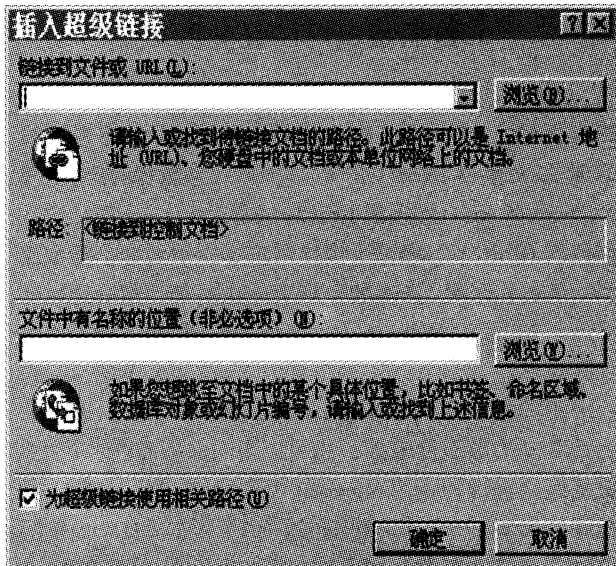 插入超级链接
链接到文件或 URL(L):
浏览(B)...
请输入或找到待链接文档的路径。此路径可以是 Internet 地
址 (URL)、您硬盘中的文档或本单位网络上的文档。
路径 <链接到控制文档>
文件中有名称的位置 (非必选项) (N):
浏览(W)...
如果您想跳至文档中的某个具体位置, 比如书签、命名区域、
数据库对象或幻灯片编号, 请输入或找到上述信息。
为超级链接使用相关路径(U)
确定 取消